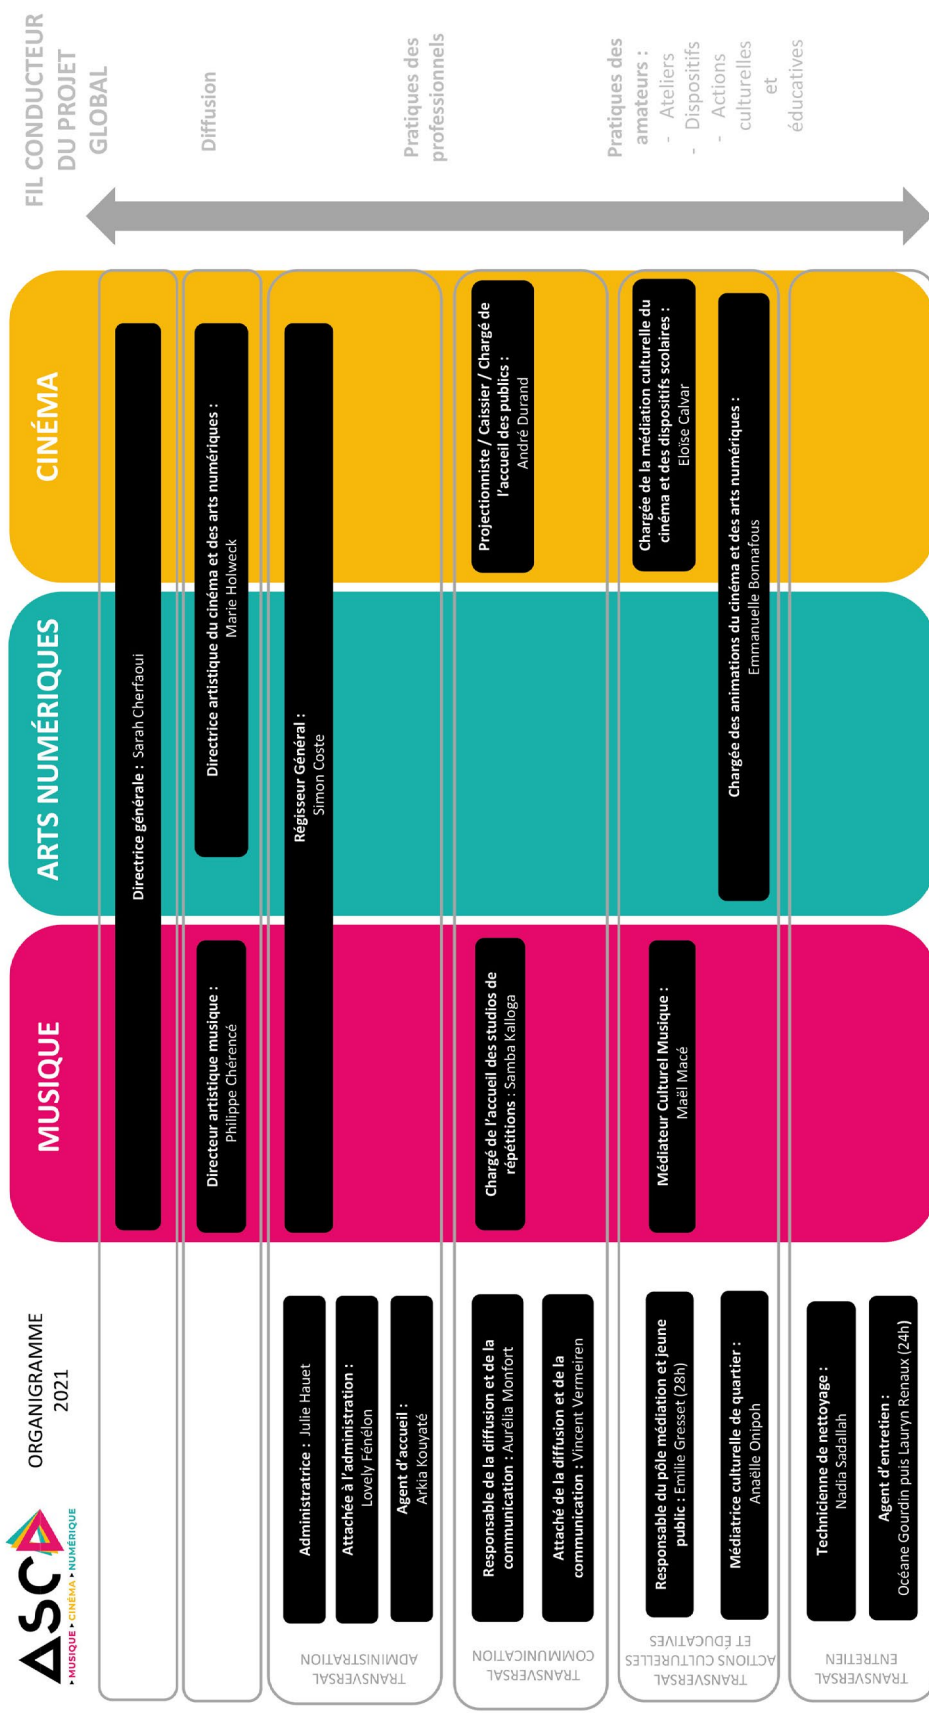 ASCA
MUSIQUE ▸ CINÉMA ▸ NUMÉRIQUE
ORGANIGRAMME
2021
MUSIQUE
ARTS NUMÉRIQUES
CINÉMA
FIL CONDUCTEUR
DU PROJET
GLOBAL
Directrice générale : Sarah Cherfaoui
Directeur artistique musique :
Philippe Chérencé
Directrice artistique du cinéma et des arts numériques :
Marie Holweck
Diffusion
TRANSVERSAL
ADMINISTRATION
Administratrice : Julie Hauet
Attachée à l'administration :
Lovely Fénélon
Agent d'accueil :
Arkia Kouyaté
Régisseur Général :
Simon Coste
Pratiques des
professionnels
TRANSVERSAL
COMMUNICATION
Responsable de la diffusion et de la
communication : Aurélia Monfort
Attaché de la diffusion et de la
communication : Vincent Vermeiren
Chargé de l'accueil des studios de
répétitions : Samba Kalloga
Projectionniste / Caissier / Chargé de
l'accueil des publics :
André Durand
TRANSVERSAL
ACTIONS CULTURELLES
ET ÉDUCATIVES
Responsable du pôle médiation et jeune
public : Emilie Gresset (28h)
Médiatrice culturelle de quartier :
Anaëlle Onipoh
Médiateur Culturel Musique :
Maël Macé
Chargée de la médiation culturelle du
cinéma et des dispositifs scolaires :
Eloïse Calvar
Chargée des animations du cinéma et des arts numériques :
Emmanuelle Bonnafous
Pratiques des
amateurs :
- Ateliers
- Dispositifs
- Actions
culturelles
et
éducatives
TRANSVERSAL
ENTRETIEN
Technicienne de nettoyage :
Nadia Sadallah
Agent d'entretien :
Océane Gourdin puis Lauryn Renaux (24h)